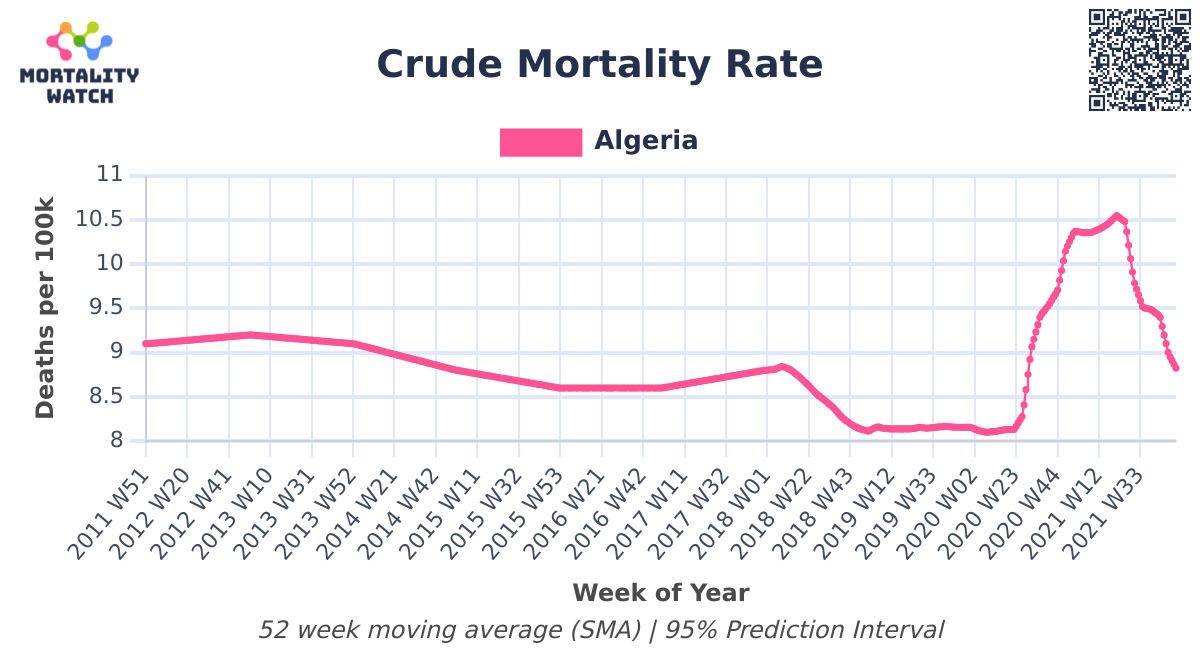 MORTALITY
WATCH
Crude Mortality Rate
Algeria
Deaths per 100k
11
10.5
10
9.5
9
8.5
8
2011 W51
2012 W20
2012 W41
2013 W10
2013 W31
2013 W52
2014 W21
2014 W42
2015 W11
2015 W32
2015 W53
2016 W21
2016 W42
2017 W11
2017 W32
2018 W01
2018 W22
2018 W43
2019 W12
2019 W33
2020 W02
2020 W23
2020 W44
2021 W12
2021 W33
Week of Year
52 week moving average (SMA) | 95% Prediction Interval